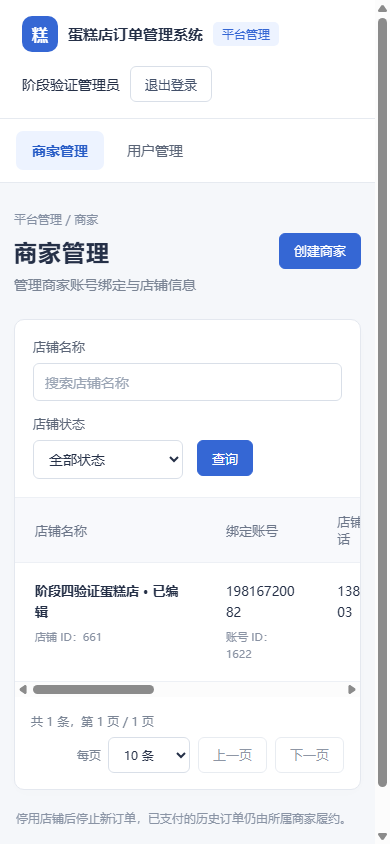 糕 蛋糕店订单管理系统 平台管理
阶段验证管理员 退出登录
商家管理 用户管理
平台管理 / 商家
商家管理 创建商家
管理商家账号绑定与店铺信息
店铺名称
搜索店铺名称
店铺状态
全部状态 查询
店铺名称 绑定账号 店铺
话
阶段四验证蛋糕店・已编 198167200 138
辑 82 03
店铺 ID：661 账号 ID：
1622
共 1 条，第 1 页 / 1 页
每页 10 条 上一页 下一页
停用店铺后停止新订单，已支付的历史订单仍由所属商家履约。